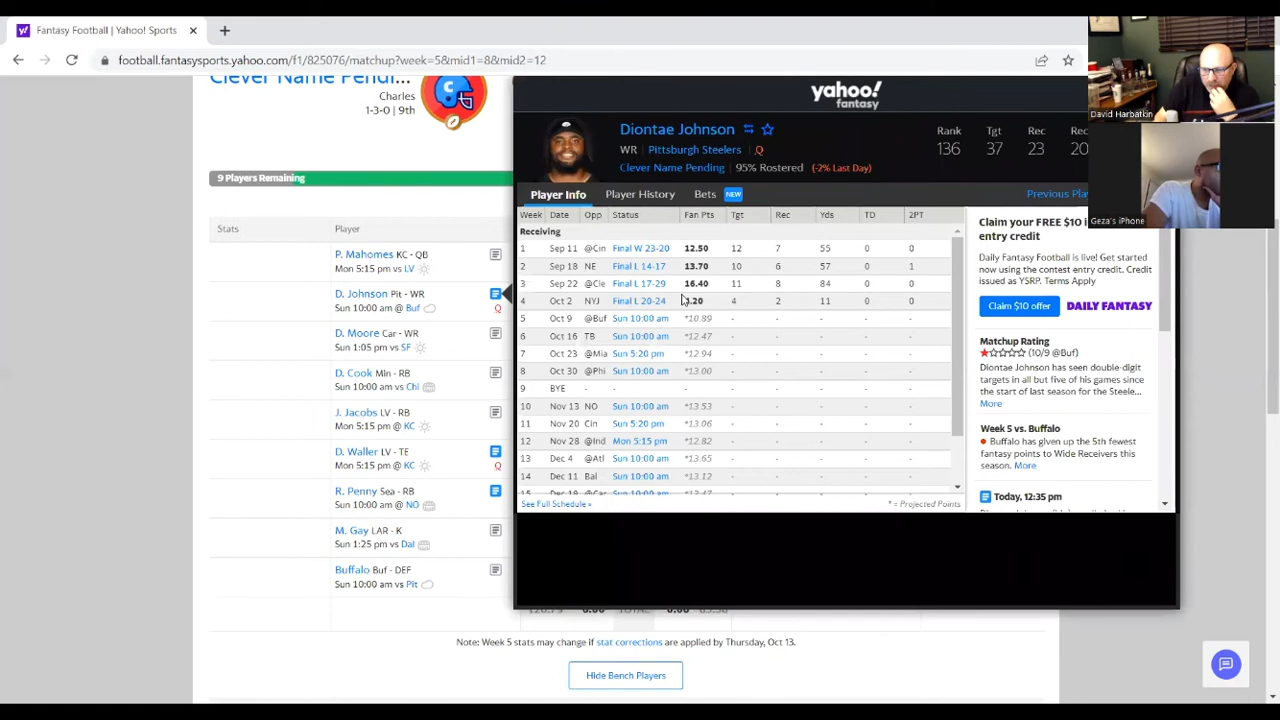 Fantasy Football | Yahoo! Sports
football.fantasysports.yahoo.com/f1/825076/matchup?week=5&mid1=8&mid2=12
Clever Name Pendi...
Charles
1-3-0 | 9th
9 Players Remaining
Stats Player
P. Mahomes KC - QB
Mon 5:15 pm vs LV
D. Johnson Pit - WR
Sun 10:00 am @ Buf
Q
D. Moore Car - WR
Sun 1:05 pm vs SF
D. Cook Min - RB
Sun 10:00 am vs Chi
J. Jacobs LV - RB
Mon 5:15 pm @ KC
D. Waller LV - TE
Mon 5:15 pm @ KC
Q
R. Penny Sea - RB
Sun 10:00 am @ NO
M. Gay LAR - K
Sun 1:25 pm vs Dal
Buffalo Buf - DEF
Sun 10:00 am vs Pit
yahoo!
fantasy
Diontae Johnson
WR | Pittsburgh Steelers Q
Clever Name Pending | 95% Rostered (-2% Last Day)
Rank Tgt Rec Rec
136 37 23 20
Player Info Player History Bets NEW
Previous Play
Week Date Opp Status Fan Pts Tgt Rec Yds TD 2PT
Receiving
1 Sep 11 @Cin Final W 23-20 12.50 12 7 55 0 0
2 Sep 18 NE Final L 14-17 13.70 10 6 57 0 1
3 Sep 22 @Cle Final L 17-29 16.40 11 8 84 0 0
4 Oct 2 NYJ Final L 20-24 .20 4 2 11 0 0
5 Oct 9 @Buf Sun 10:00 am *10.89 - - - - -
6 Oct 16 TB Sun 10:00 am *12.47 - - - - -
7 Oct 23 @Mia Sun 5:20 pm *12.94 - - - - -
8 Oct 30 @Phi Sun 10:00 am *13.00 - - - - -
9 BYE - - - - - - -
10 Nov 13 NO Sun 10:00 am *13.53 - - - - -
11 Nov 20 Cin Sun 5:20 pm *13.06 - - - - -
12 Nov 28 @Ind Mon 5:15 pm *12.82 - - - - -
13 Dec 4 @Atl Sun 10:00 am *13.65 - - - - -
14 Dec 11 Bal Sun 10:00 am *13.12 - - - - -
15 Dec 18 @Car Sun 10:00 am *13.47 - - - - -
See Full Schedule »
* = Projected Points
Claim your FREE $10 i
entry credit
Daily Fantasy Football is live! Get started
now using the contest entry credit. Credit
issued as YSRP. Terms Apply
Claim $10 offer
DAILY FANTASY
Matchup Rating
(10/9 @Buf)
Diontae Johnson has seen double-digit
targets in all but five of his games since
the start of last season for the Steele...
More
Week 5 vs. Buffalo
Buffalo has given up the 5th fewest
fantasy points to Wide Receivers this
season. More
Today, 12:35 pm
David Harbatkin
Geza's iPhone
TOTAL
Note: Week 5 stats may change if stat corrections are applied by Thursday, Oct 13.
Hide Bench Players